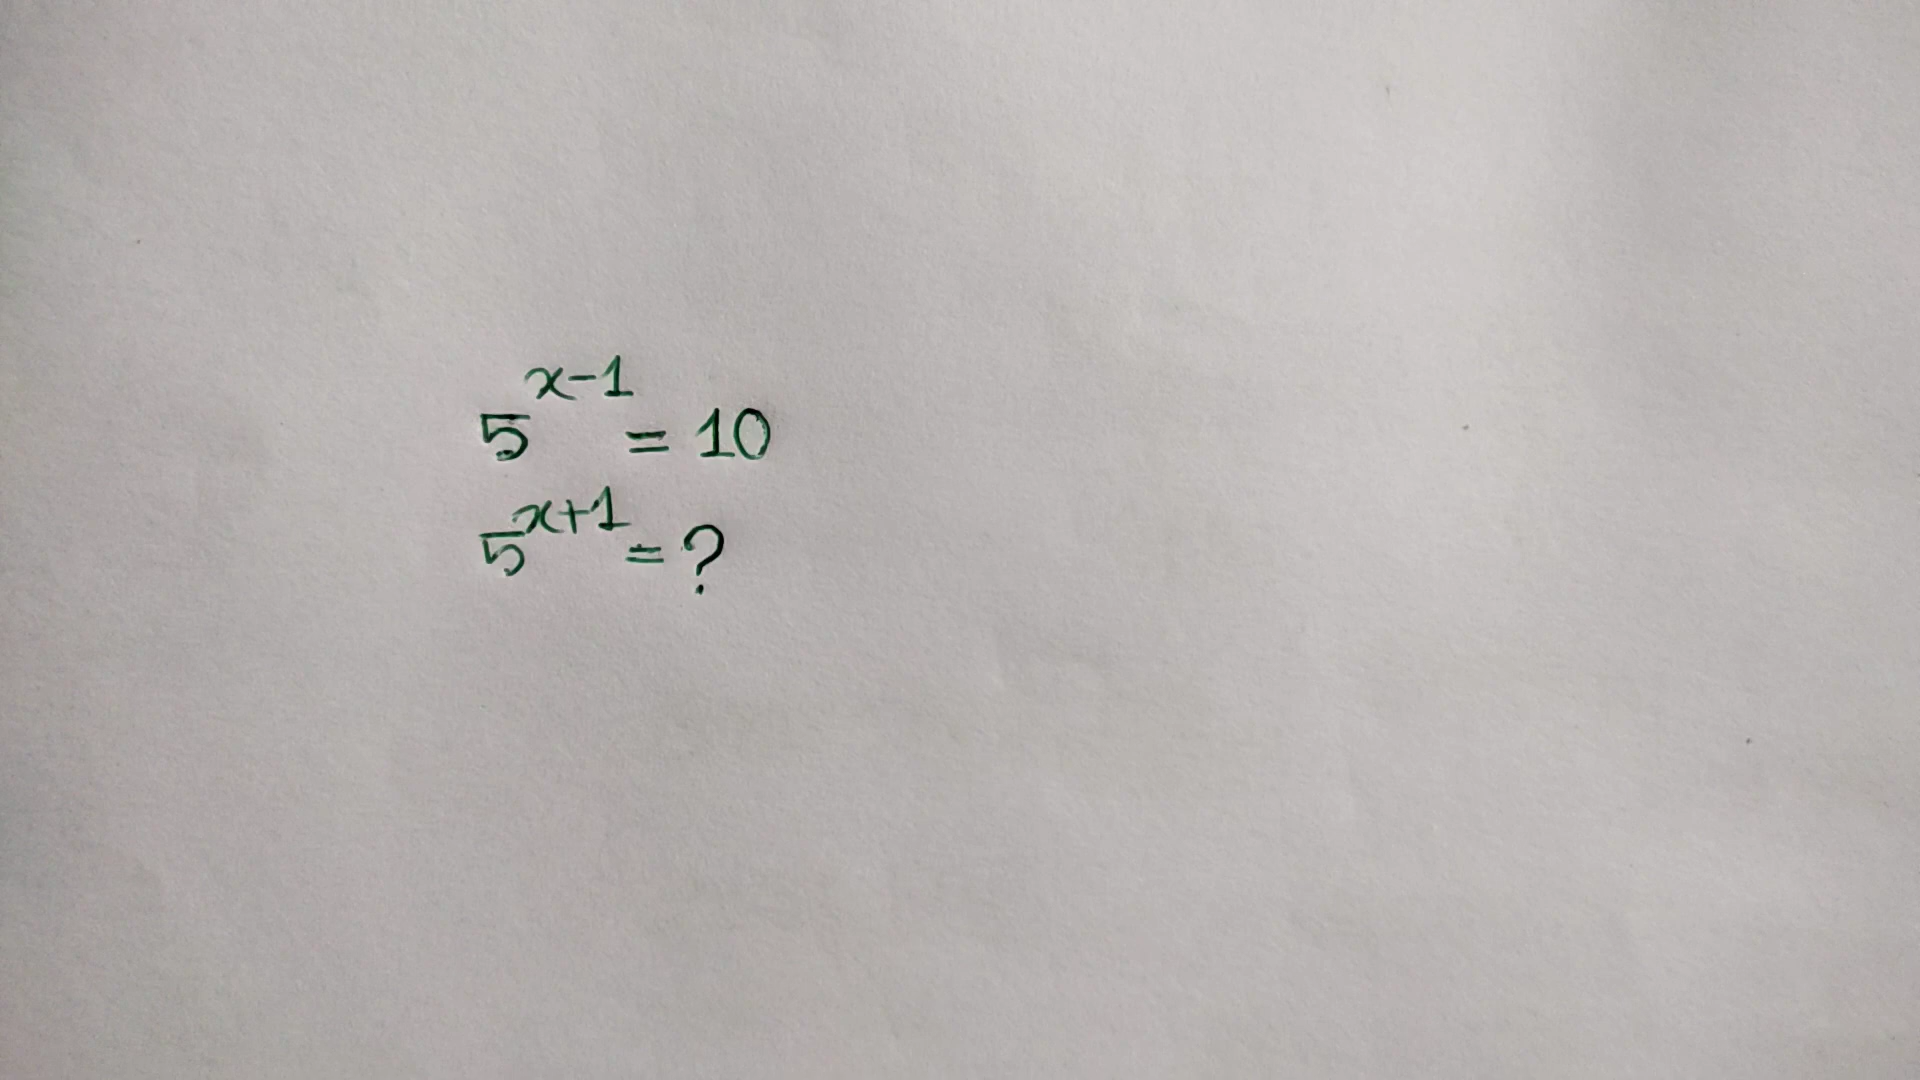 5^{x-1} = 10
5^{x+1} = ?